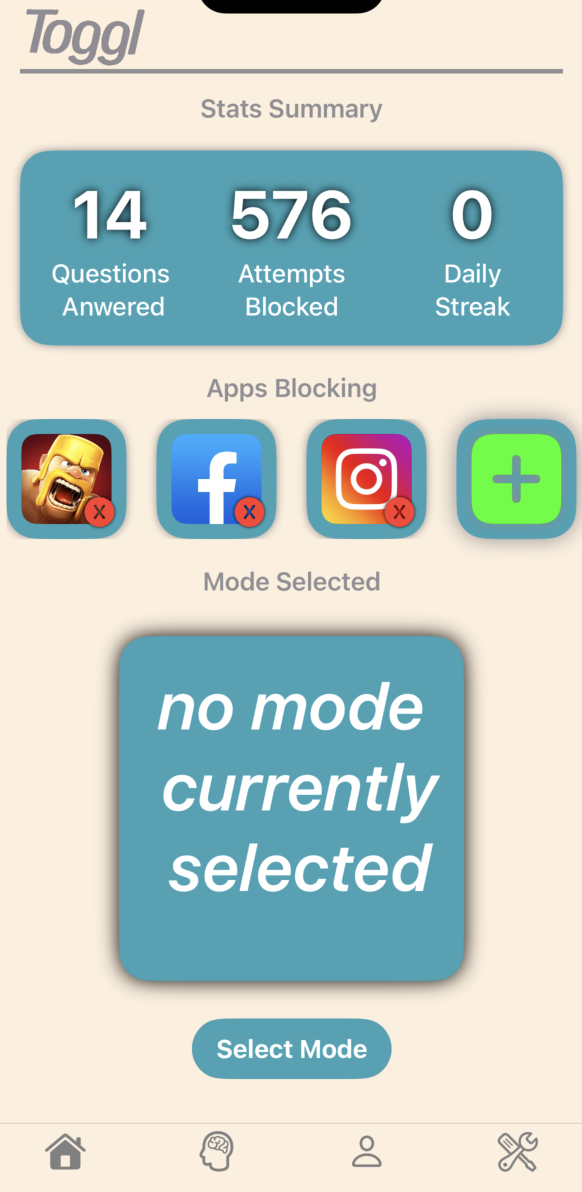 Toggl
Stats Summary
14
576
0
Questions
Anwered
Attempts
Blocked
Daily
Streak
Apps Blocking
f
X
X
X
Mode Selected
no mode
currently
selected
Select Mode